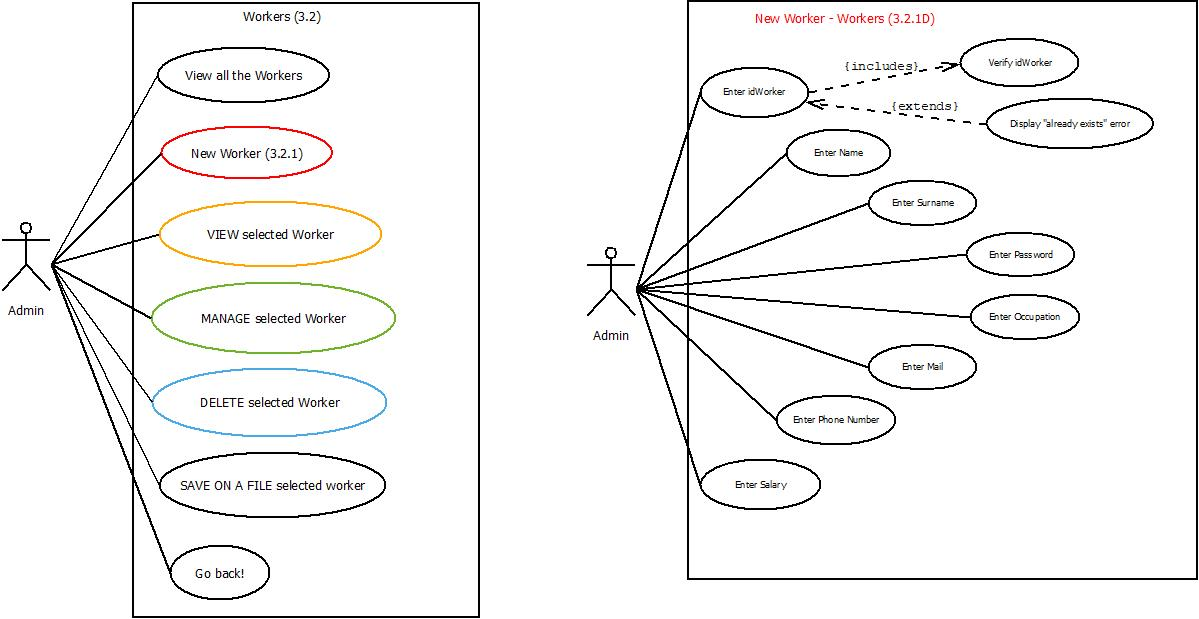 Workers (3.2)
View all the Workers
New Worker (3.2.1)
VIEW selected Worker
MANAGE selected Worker
DELETE selected Worker
SAVE ON A FILE selected worker
Go back!
Admin
New Worker - Workers (3.2.1D)
Enter idWorker
{includes}
Verify idWorker
{extends}
Display "already exists" error
Enter Name
Enter Surname
Enter Password
Enter Occupation
Enter Mail
Enter Phone Number
Enter Salary
Admin